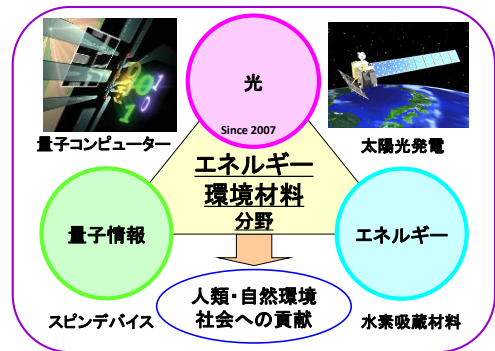 光
Since 2007
量子コンピューター
太陽光発電
エネルギー
環境材料
分野
量子情報
エネルギー
人類・自然環境
社会への貢献
スピンデバイス
水素吸蔵材料